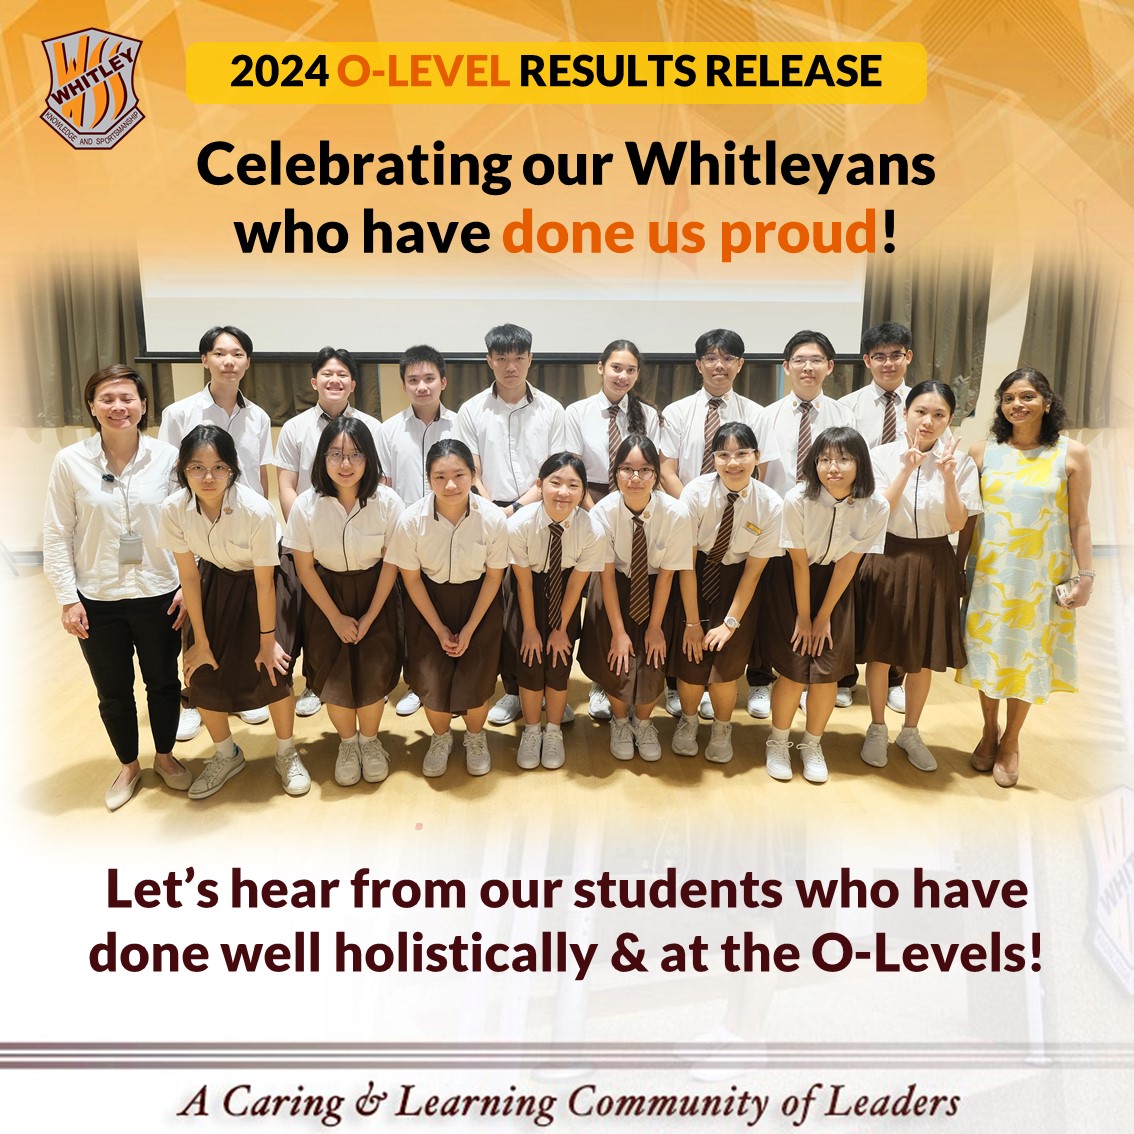 WSS
WHITLEY
KNOWLEDGE AND SPORTSMANSHIP
2024 O-LEVEL RESULTS RELEASE
Celebrating our Whitleyans
who have done us proud!
Let's hear from our students who have
done well holistically & at the O-Levels!
A Caring & Learning Community of Leaders